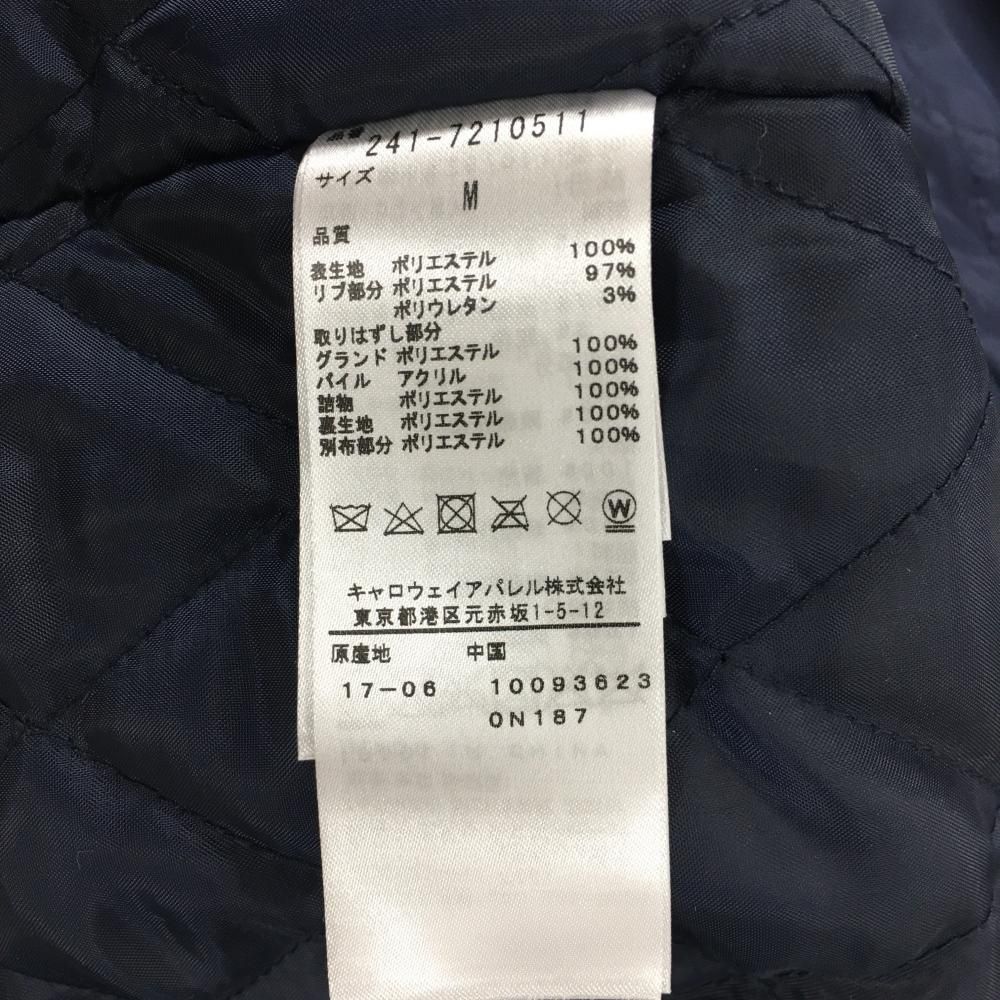 品番 241-7210511
サイズ
M
品質
表生地 ポリエステル 100%
リブ部分 ポリエステル 97%
ポリウレタン 3%
取りはずし部分
グランド ポリエステル 100%
パイル アクリル 100%
詰物 ポリエステル 100%
裏生地 ポリエステル 100%
別布部分 ポリエステル 100%
W
キャロウェイアパレル株式会社
東京都港区元赤坂1-5-12
原産地 中国
17-06 10093623
0N187